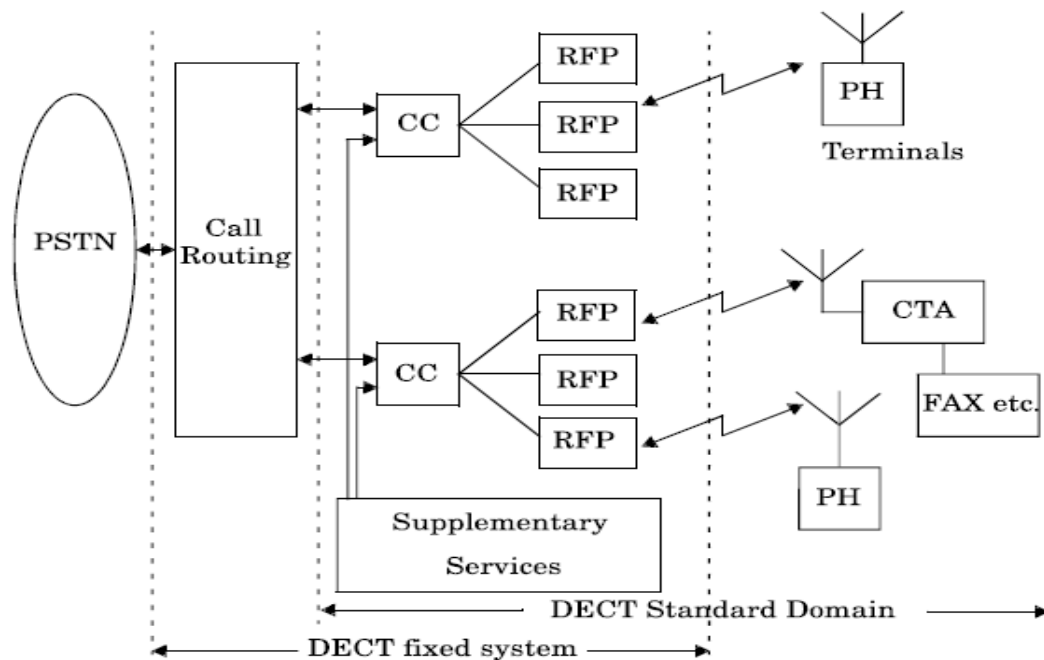 RFP
PH
CC
RFP
Terminals
RFP
PSTN
Call
Routing
RFP
CTA
CC
RFP
FAX etc.
RFP
PH
Supplementary
Services
DECT Standard Domain
DECT fixed system